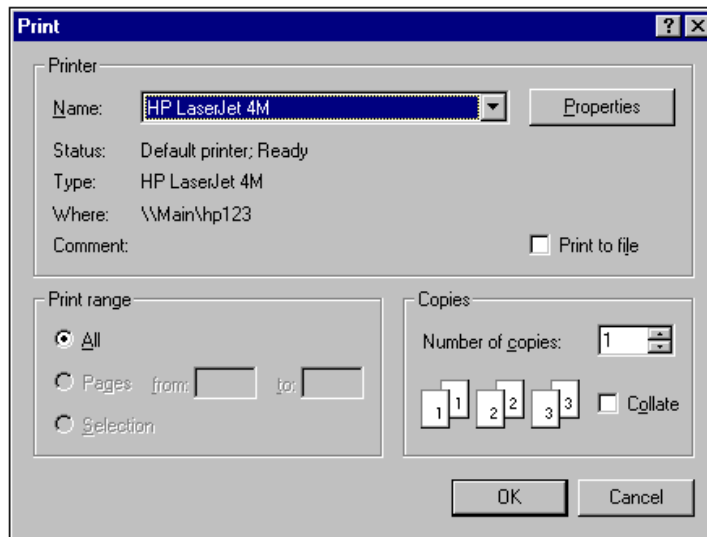 Print
Printer
Name: HP LaserJet 4M Properties
Status: Default printer; Ready
Type: HP LaserJet 4M
Where: \\Main\hp123
Comment: Print to file
Print range
All
Pages from: to:
Selection
Copies
Number of copies: 1
1 1 2 2 3 3 Collate
OK Cancel